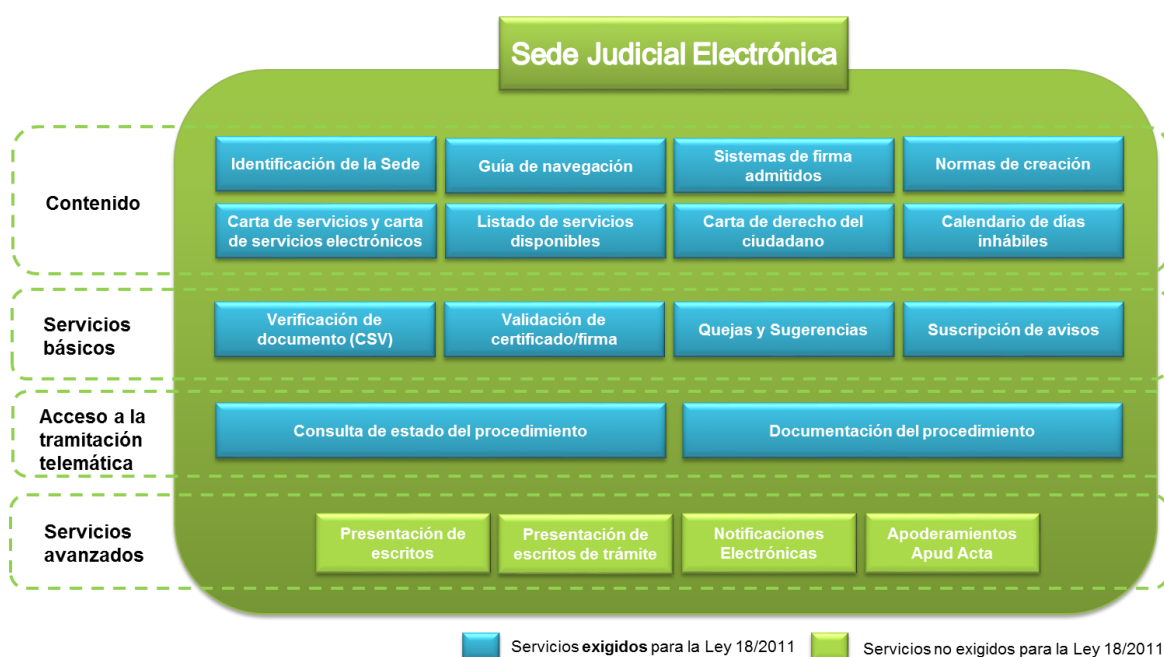 Sede Judicial Electrónica
Contenido
Identificación de la Sede
Guía de navegación
Sistemas de firma
admitidos
Normas de creación
Carta de servicios y carta
de servicios electrónicos
Listado de servicios
disponibles
Carta de derecho del
ciudadano
Calendario de días
inhábiles
Servicios
básicos
Verificación de
documento (CSV)
Validación de
certificado/firma
Quejas y Sugerencias
Suscripción de avisos
Acceso a la
tramitación
telemática
Consulta de estado del procedimiento
Documentación del procedimiento
Servicios
avanzados
Presentación de
escritos
Presentación de
escritos de trámite
Notificaciones
Electrónicas
Apoderamientos
Apud Acta
Servicios exigidos para la Ley 18/2011
Servicios no exigidos para la Ley 18/2011